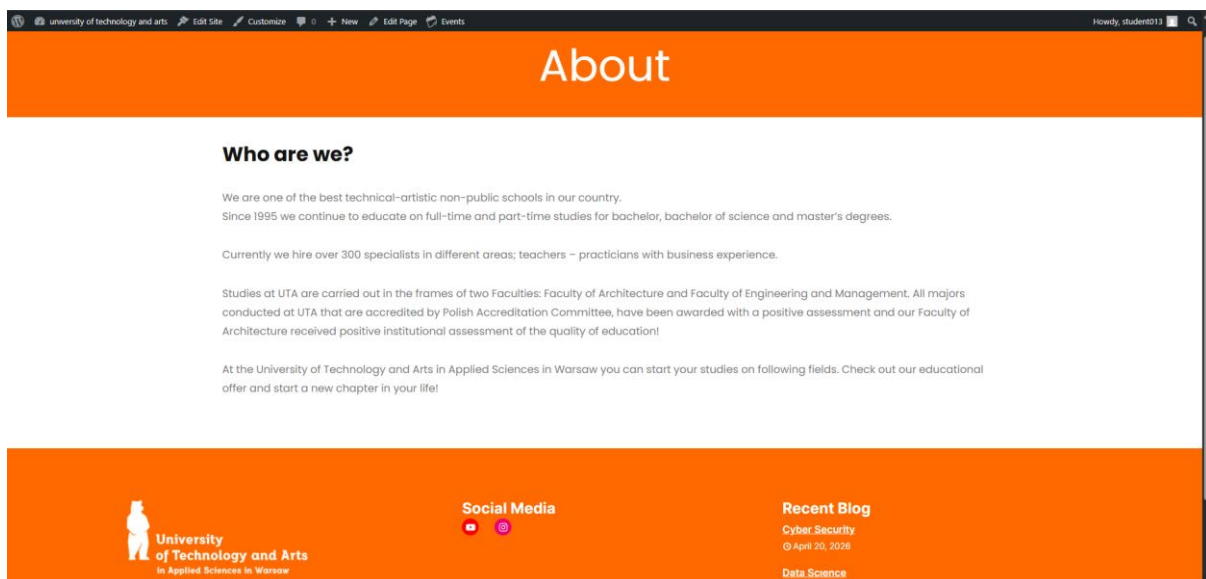 unwersity of technology and arts Edit Site Customize 0 New Edit Page Events Howdy, student013
About
Who are we?
We are one of the best technical-artistic non-public schools in our country.
Since 1995 we continue to educate on full-time and part-time studies for bachelor, bachelor of science and master's degrees.
Currently we hire over 300 specialists in different areas; teachers – practicians with business experience.
Studies at UTA are carried out in the frames of two Faculties: Faculty of Architecture and Faculty of Engineering and Management. All majors
conducted at UTA that are accredited by Polish Accreditation Committee, have been awarded with a positive assessment and our Faculty of
Architecture received positive institutional assessment of the quality of education!
At the University of Technology and Arts in Applied Sciences in Warsaw you can start your studies on following fields. Check out our educational
offer and start a new chapter in your life!
University
of Technology and Arts
in Applied Sciences in Warsaw
Social Media
Recent Blog
Cyber Security
April 20, 2026
Data Science